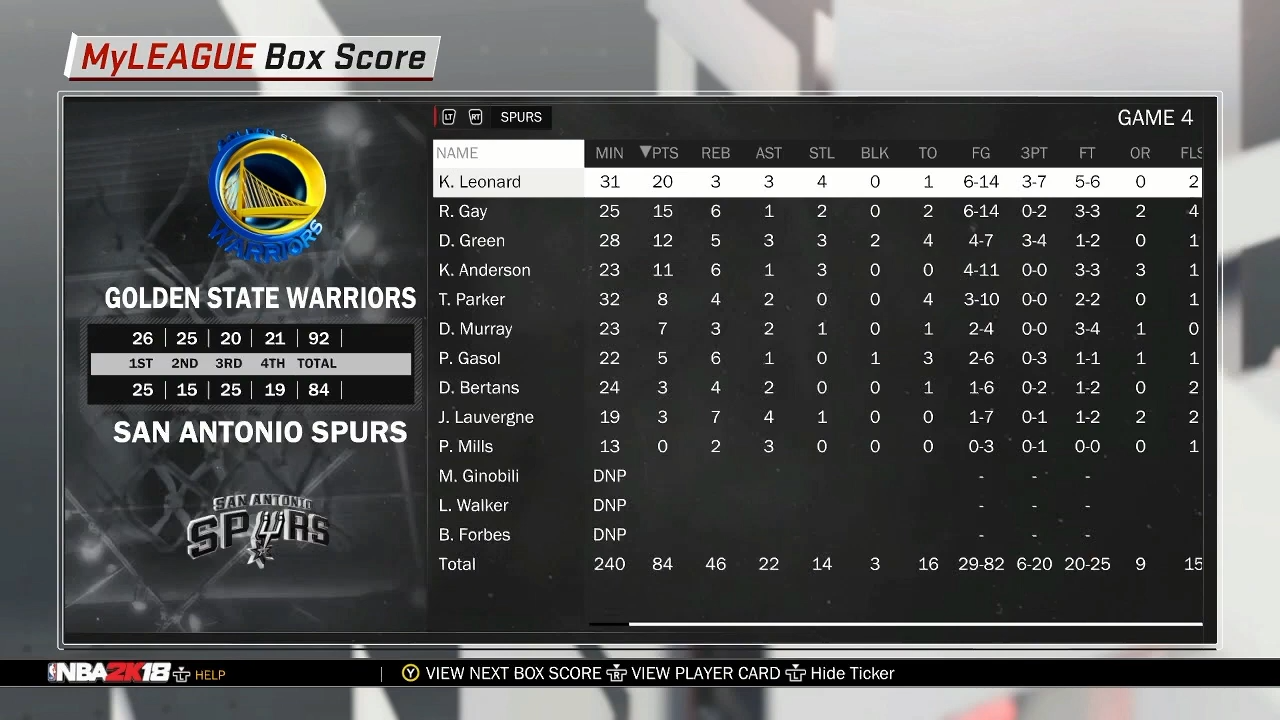 MyLEAGUE Box Score
WARRIORS
GOLDEN STATE WARRIORS
26 25 20 21 92
1ST 2ND 3RD 4TH TOTAL
25 15 25 19 84
SAN ANTONIO SPURS
SAN ANTONIO
SPURS
LT RT SPURS GAME 4
NAME MIN ▼PTS REB AST STL BLK TO FG 3PT FT OR FLS
K. Leonard 31 20 3 3 4 0 1 6-14 3-7 5-6 0 2
R. Gay 25 15 6 1 2 0 2 6-14 0-2 3-3 2 4
D. Green 28 12 5 3 3 2 4 4-7 3-4 1-2 0 1
K. Anderson 23 11 6 1 3 0 0 4-11 0-0 3-3 3 1
T. Parker 32 8 4 2 0 0 4 3-10 0-0 2-2 0 1
D. Murray 23 7 3 2 1 0 1 2-4 0-0 3-4 1 0
P. Gasol 22 5 6 1 0 1 3 2-6 0-3 1-1 1 1
D. Bertans 24 3 4 2 0 0 1 1-6 0-2 1-2 0 2
J. Lauvergne 19 3 7 4 1 0 0 1-7 0-1 1-2 2 2
P. Mills 13 0 2 3 0 0 0 0-3 0-1 0-0 0 1
M. Ginobili DNP - - -
L. Walker DNP - - -
B. Forbes DNP - - -
Total 240 84 46 22 14 3 16 29-82 6-20 20-25 9 15
NBA2K18 L HELP Y VIEW NEXT BOX SCORE R VIEW PLAYER CARD L Hide Ticker